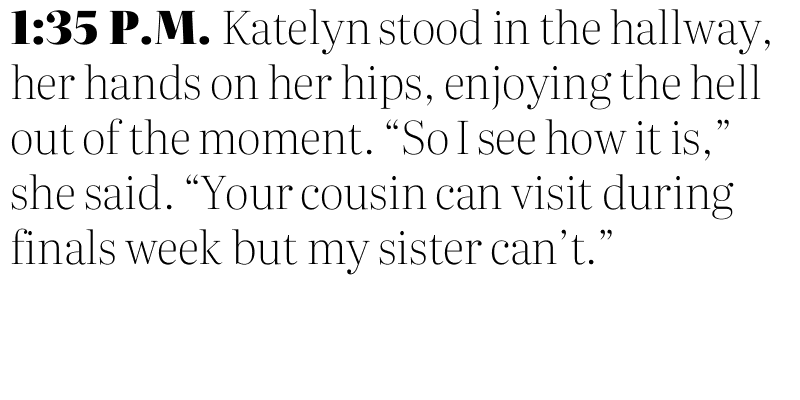 1:35 P.M. Katelyn stood in the hallway,
her hands on her hips, enjoying the hell
out of the moment. “So I see how it is,”
she said. “Your cousin can visit during
finals week but my sister can’t.”